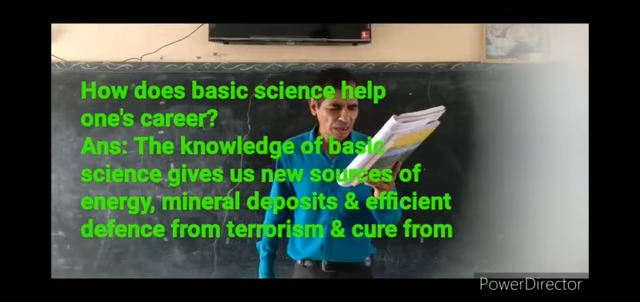 How does basic science help
one's career?
Ans: The knowledge of basic
science gives us new sources of
energy, mineral deposits & efficient
defence from terrorism & cure from
PowerDirector